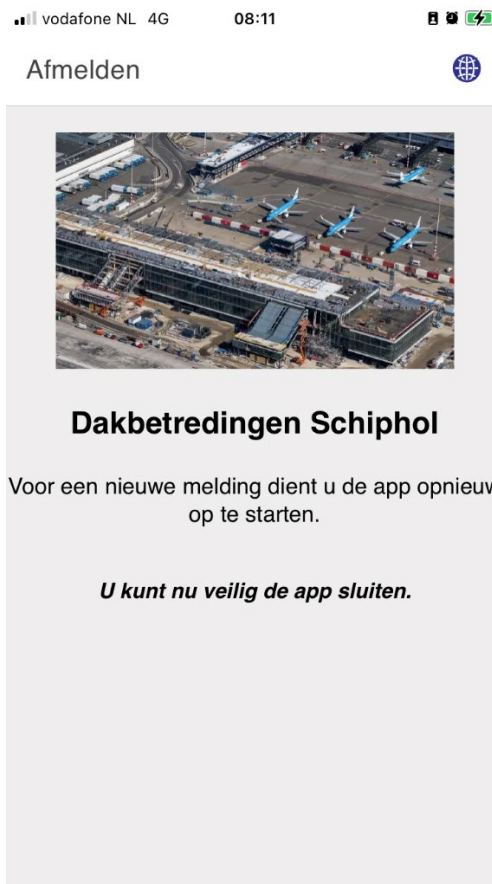 vodafone NL 4G 08:11
Afmelden
Dakbetredingen Schiphol
Voor een nieuwe melding dient u de app opnieuw
op te starten.
U kunt nu veilig de app sluiten.